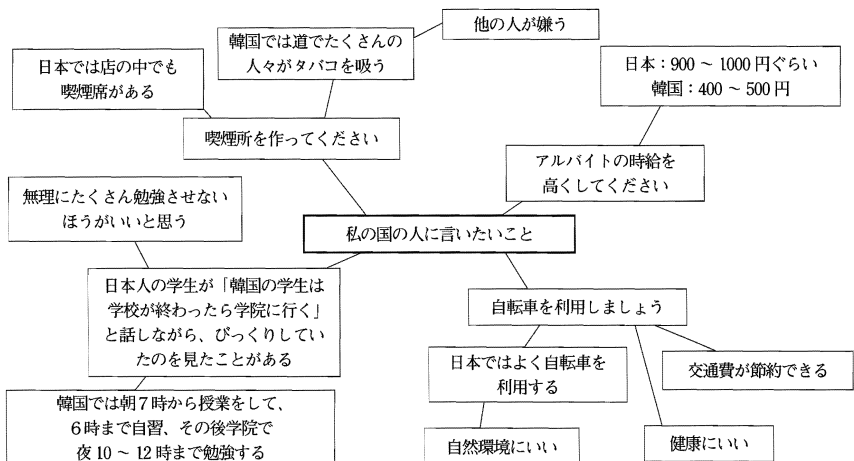 他の人が嫌う
韓国では道でたくさんの
人々がタバコを吸う
日本では店の中でも
喫煙席がある
日本：900 ～ 1000 円ぐらい
韓国：400 ～ 500 円
喫煙所を作ってください
アルバイトの時給を
高くしてください
無理にたくさん勉強させない
ほうがいいと思う
私の国の人に言いたいこと
日本人の学生が「韓国の学生は
学校が終わったら学院に行く」
と話しながら、びっくりしてい
たのを見たことがある
自転車を利用しましょう
日本ではよく自転車を
利用する
交通費が節約できる
韓国では朝７時から授業をして、
６時まで自習、その後学院で
夜 10 ～ 12 時まで勉強する
自然環境にいい
健康にいい